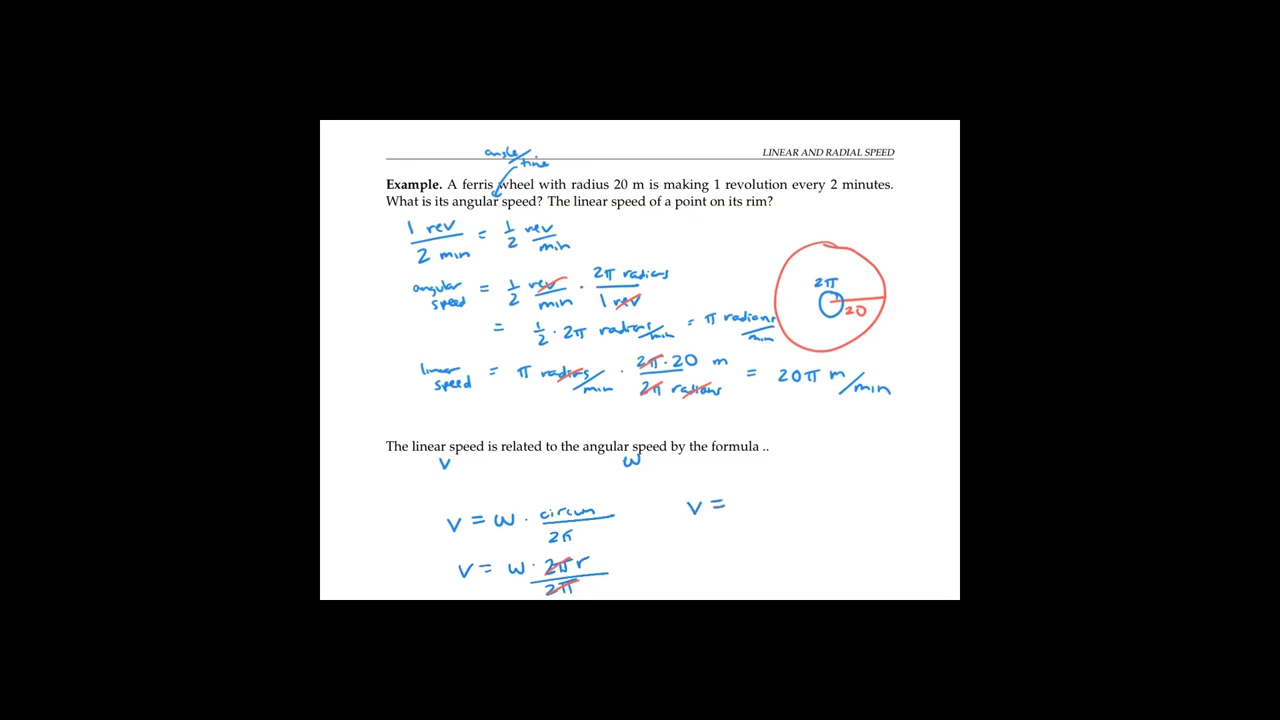 angle/time
LINEAR AND RADIAL SPEED
Example. A ferris wheel with radius 20 m is making 1 revolution every 2 minutes.
What is its angular speed? The linear speed of a point on its rim?
1 rev / 2 min = 1/2 rev/min
angular speed = 1/2 rev/min · 2π radians / 1 rev
= 1/2 · 2π radians/min = π radians/min
2π
20
linear speed = π radians/min · 2π · 20 m / 2π radians = 20π m/min
The linear speed is related to the angular speed by the formula ..
v ω
v = ω · circum / 2π
v =
v = ω · 2πr / 2π